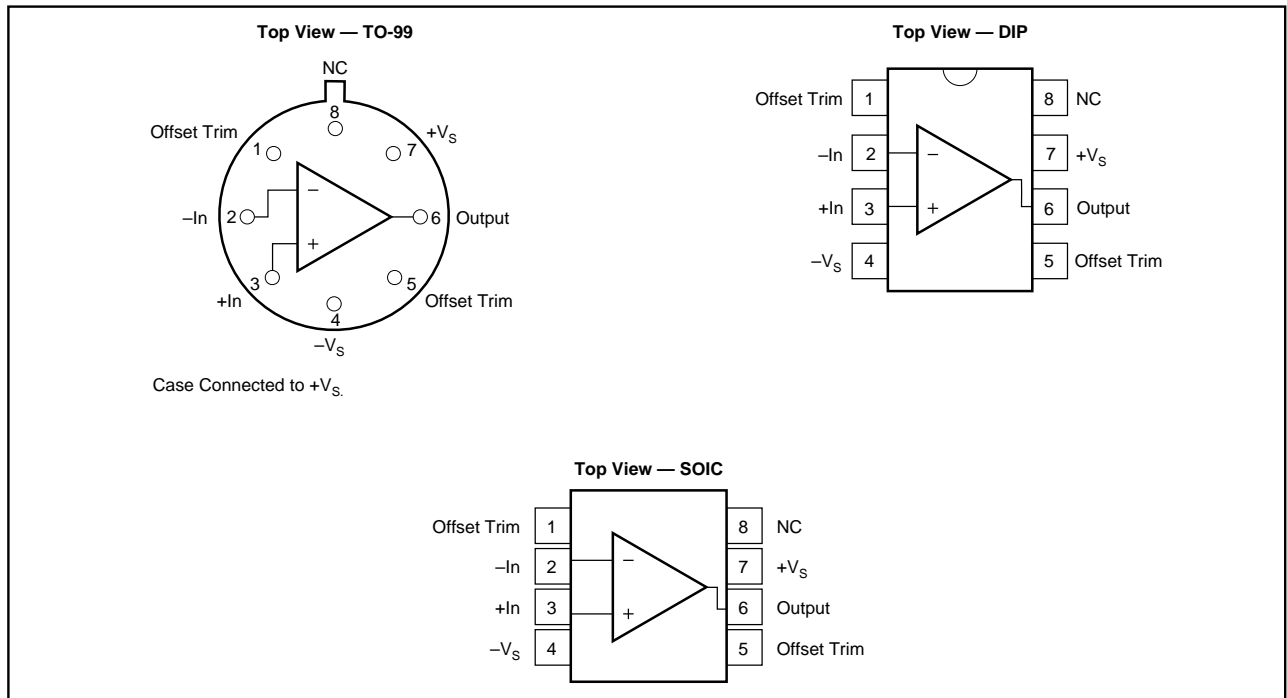 Top View — TO-99
NC
8
Offset Trim
1
+VS
7
–In
2
–
6
Output
+
3
+In
5
Offset Trim
4
–VS
Case Connected to +VS.
Top View — DIP
Offset Trim 1
8 NC
–In 2
–
7 +VS
+In 3
+
6 Output
–VS 4
5 Offset Trim
Top View — SOIC
Offset Trim 1
8 NC
–In 2
–
7 +VS
+In 3
+
6 Output
–VS 4
5 Offset Trim